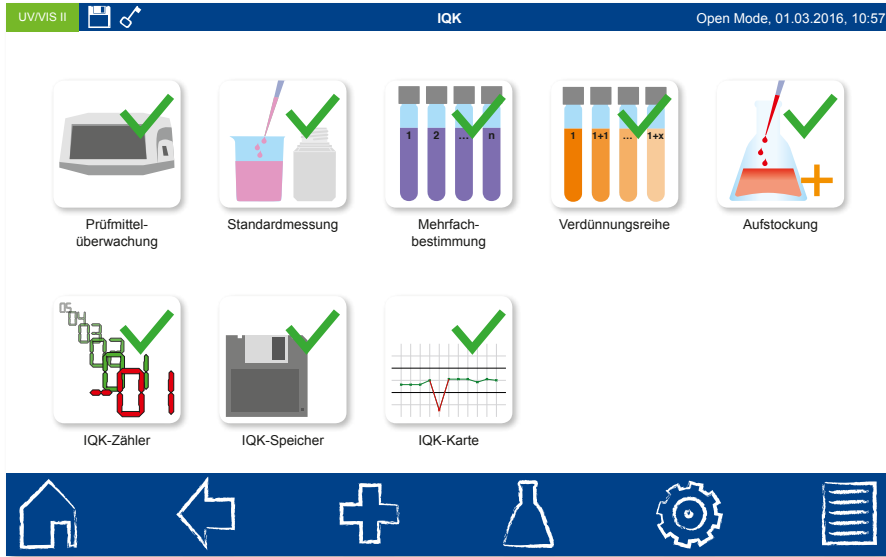 UV/VIS II
IQK
Open Mode, 01.03.2016, 10:57
1 2 ... n
1 1+1 ... 1+x
Prüfmittel-
überwachung
Standardmessung
Mehrfach-
bestimmung
Verdünnungsreihe
Aufstockung
05
04
03
02
01
-01
IQK-Zähler
IQK-Speicher
IQK-Karte